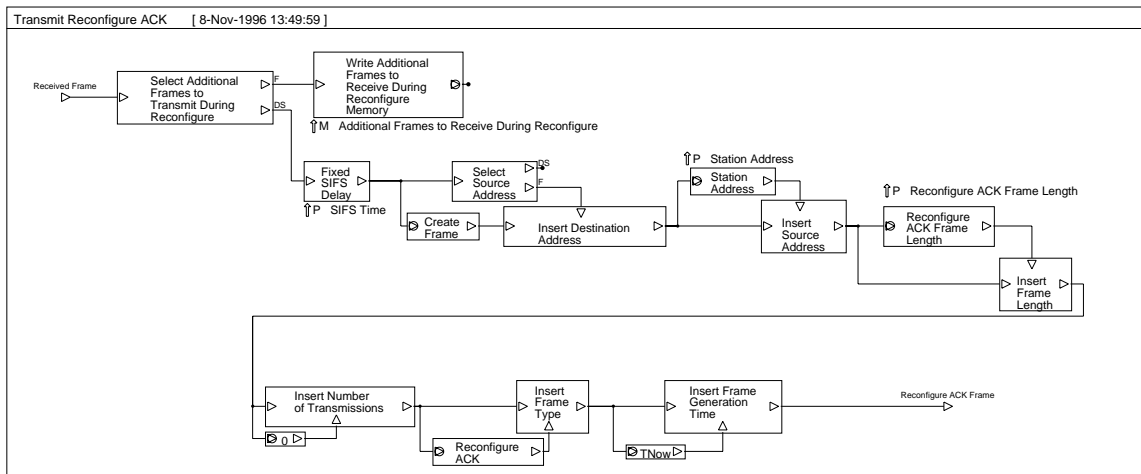 Transmit Reconfigure ACK [ 8-Nov-1996 13:49:59 ]
Received Frame
Select Additional
Frames to
Transmit During
Reconfigure
F
DS
Write Additional
Frames to
Receive During
Reconfigure
Memory
M Additional Frames to Receive During Reconfigure
Fixed
SIFS
Delay
P SIFS Time
Select
Source
Address
DS
F
Create
Frame
Insert Destination
Address
P Station Address
Station
Address
Insert
Source
Address
P Reconfigure ACK Frame Length
Reconfigure
ACK Frame
Length
Insert
Frame
Length
Insert Number
of Transmissions
0
Insert
Frame
Type
Reconfigure
ACK
Insert Frame
Generation
Time
TNow
Reconfigure ACK Frame